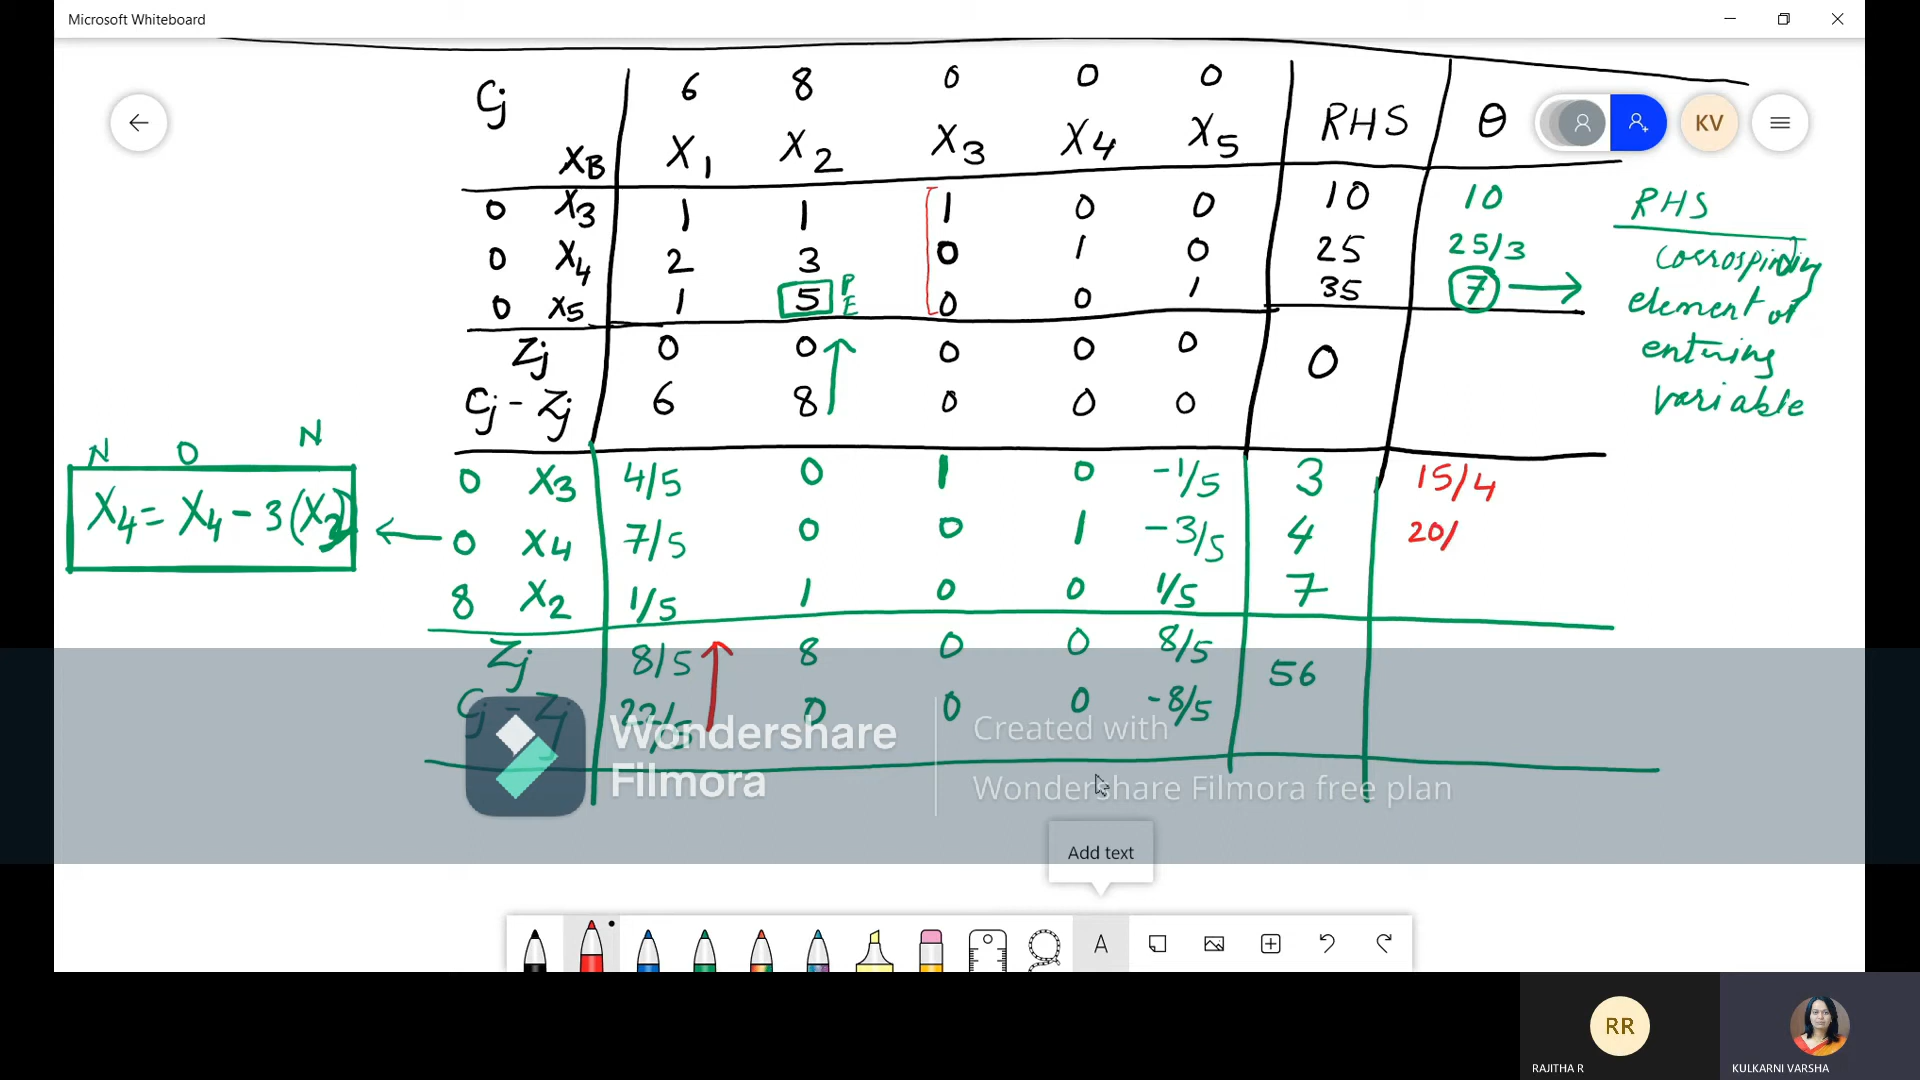 Microsoft Whiteboard
Cj 6 8 0 0 0
XB X1 X2 X3 X4 X5 RHS θ
KV
0 X3 1 1 1 0 0 10 10
0 X4 2 3 0 1 0 25 25/3
0 X5 1 5 0 0 1 35 7
PE
RHS
element of
entering
variable
Zj 0 0 0 0 0 0
Cj - Zj 6 8 0 0 0
N O N
X4 = X4 - 3(X2)
0 X3 4/5 0 1 0 -1/5 3 15/4
0 X4 7/5 0 0 1 -3/5 4 20/
8 X2 1/5 1 0 0 1/5 7
Zj 8/5 8 0 0 8/5 56
Cj - Zj 22/5 0 0 0 -8/5
Wondershare
Filmora
Created with
Wondershare Filmora free plan
Add text
A
RR
RAJITHA R
KULKARNI VARSHA